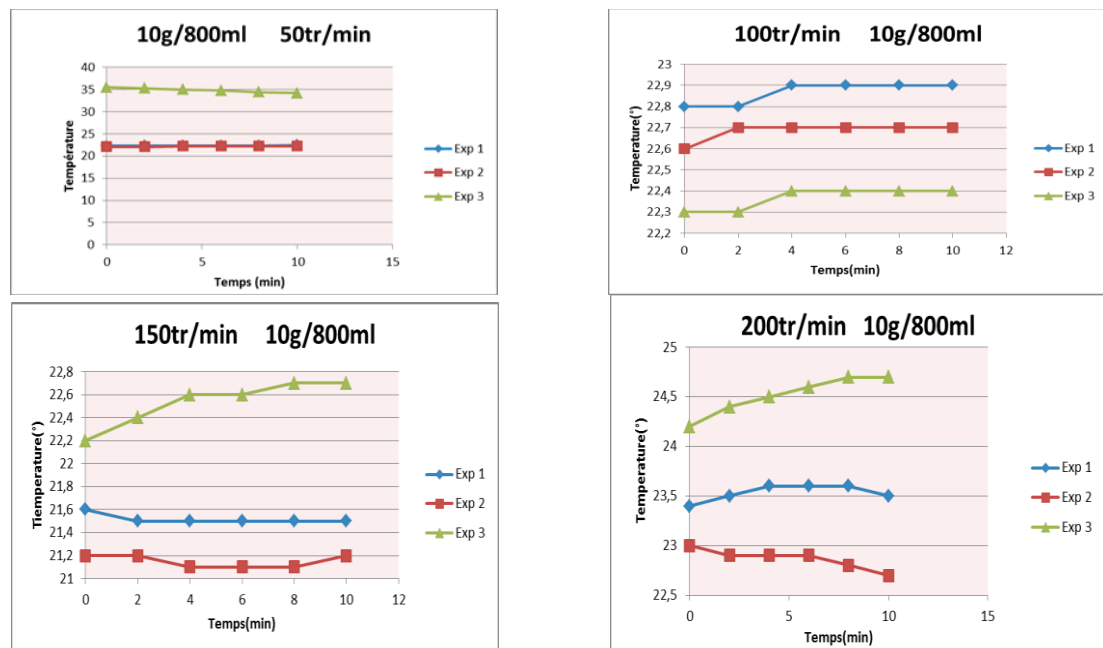 10g/800ml 50tr/min
Température
40
35
30
25
20
15
10
5
0
0 5 10 15
Temps (min)
Exp 1
Exp 2
Exp 3
100tr/min 10g/800ml
Temperature(°)
23
22,9
22,8
22,7
22,6
22,5
22,4
22,3
22,2
0 2 4 6 8 10 12
Temps(min)
Exp 1
Exp 2
Exp 3
150tr/min 10g/800ml
Tiemperature(°)
22,8
22,6
22,4
22,2
22
21,8
21,6
21,4
21,2
21
0 2 4 6 8 10 12
Temps(min)
Exp 1
Exp 2
Exp 3
200tr/min 10g/800ml
Temperature(°)
25
24,5
24
23,5
23
22,5
0 5 10 15
Temps(min)
Exp 1
Exp 2
Exp 3